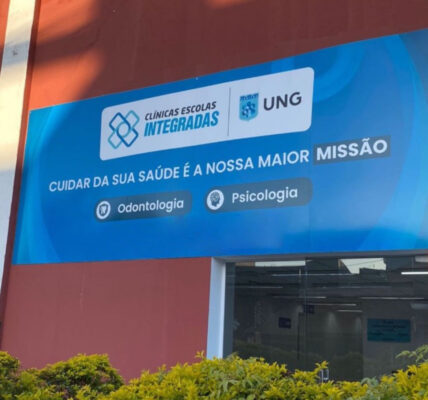 CLÍNICAS ESCOLAS
INTEGRADAS
UNG
CUIDAR DA SUA SAÚDE É A NOSSA MAIOR MISSÃO
Odontologia
Psicologia